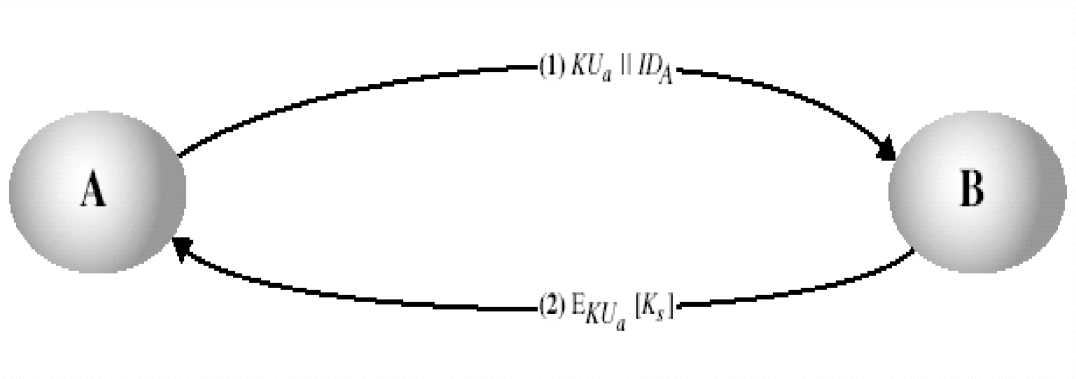 (1) KUa || IDA
A
B
(2) EKUa [Ks]